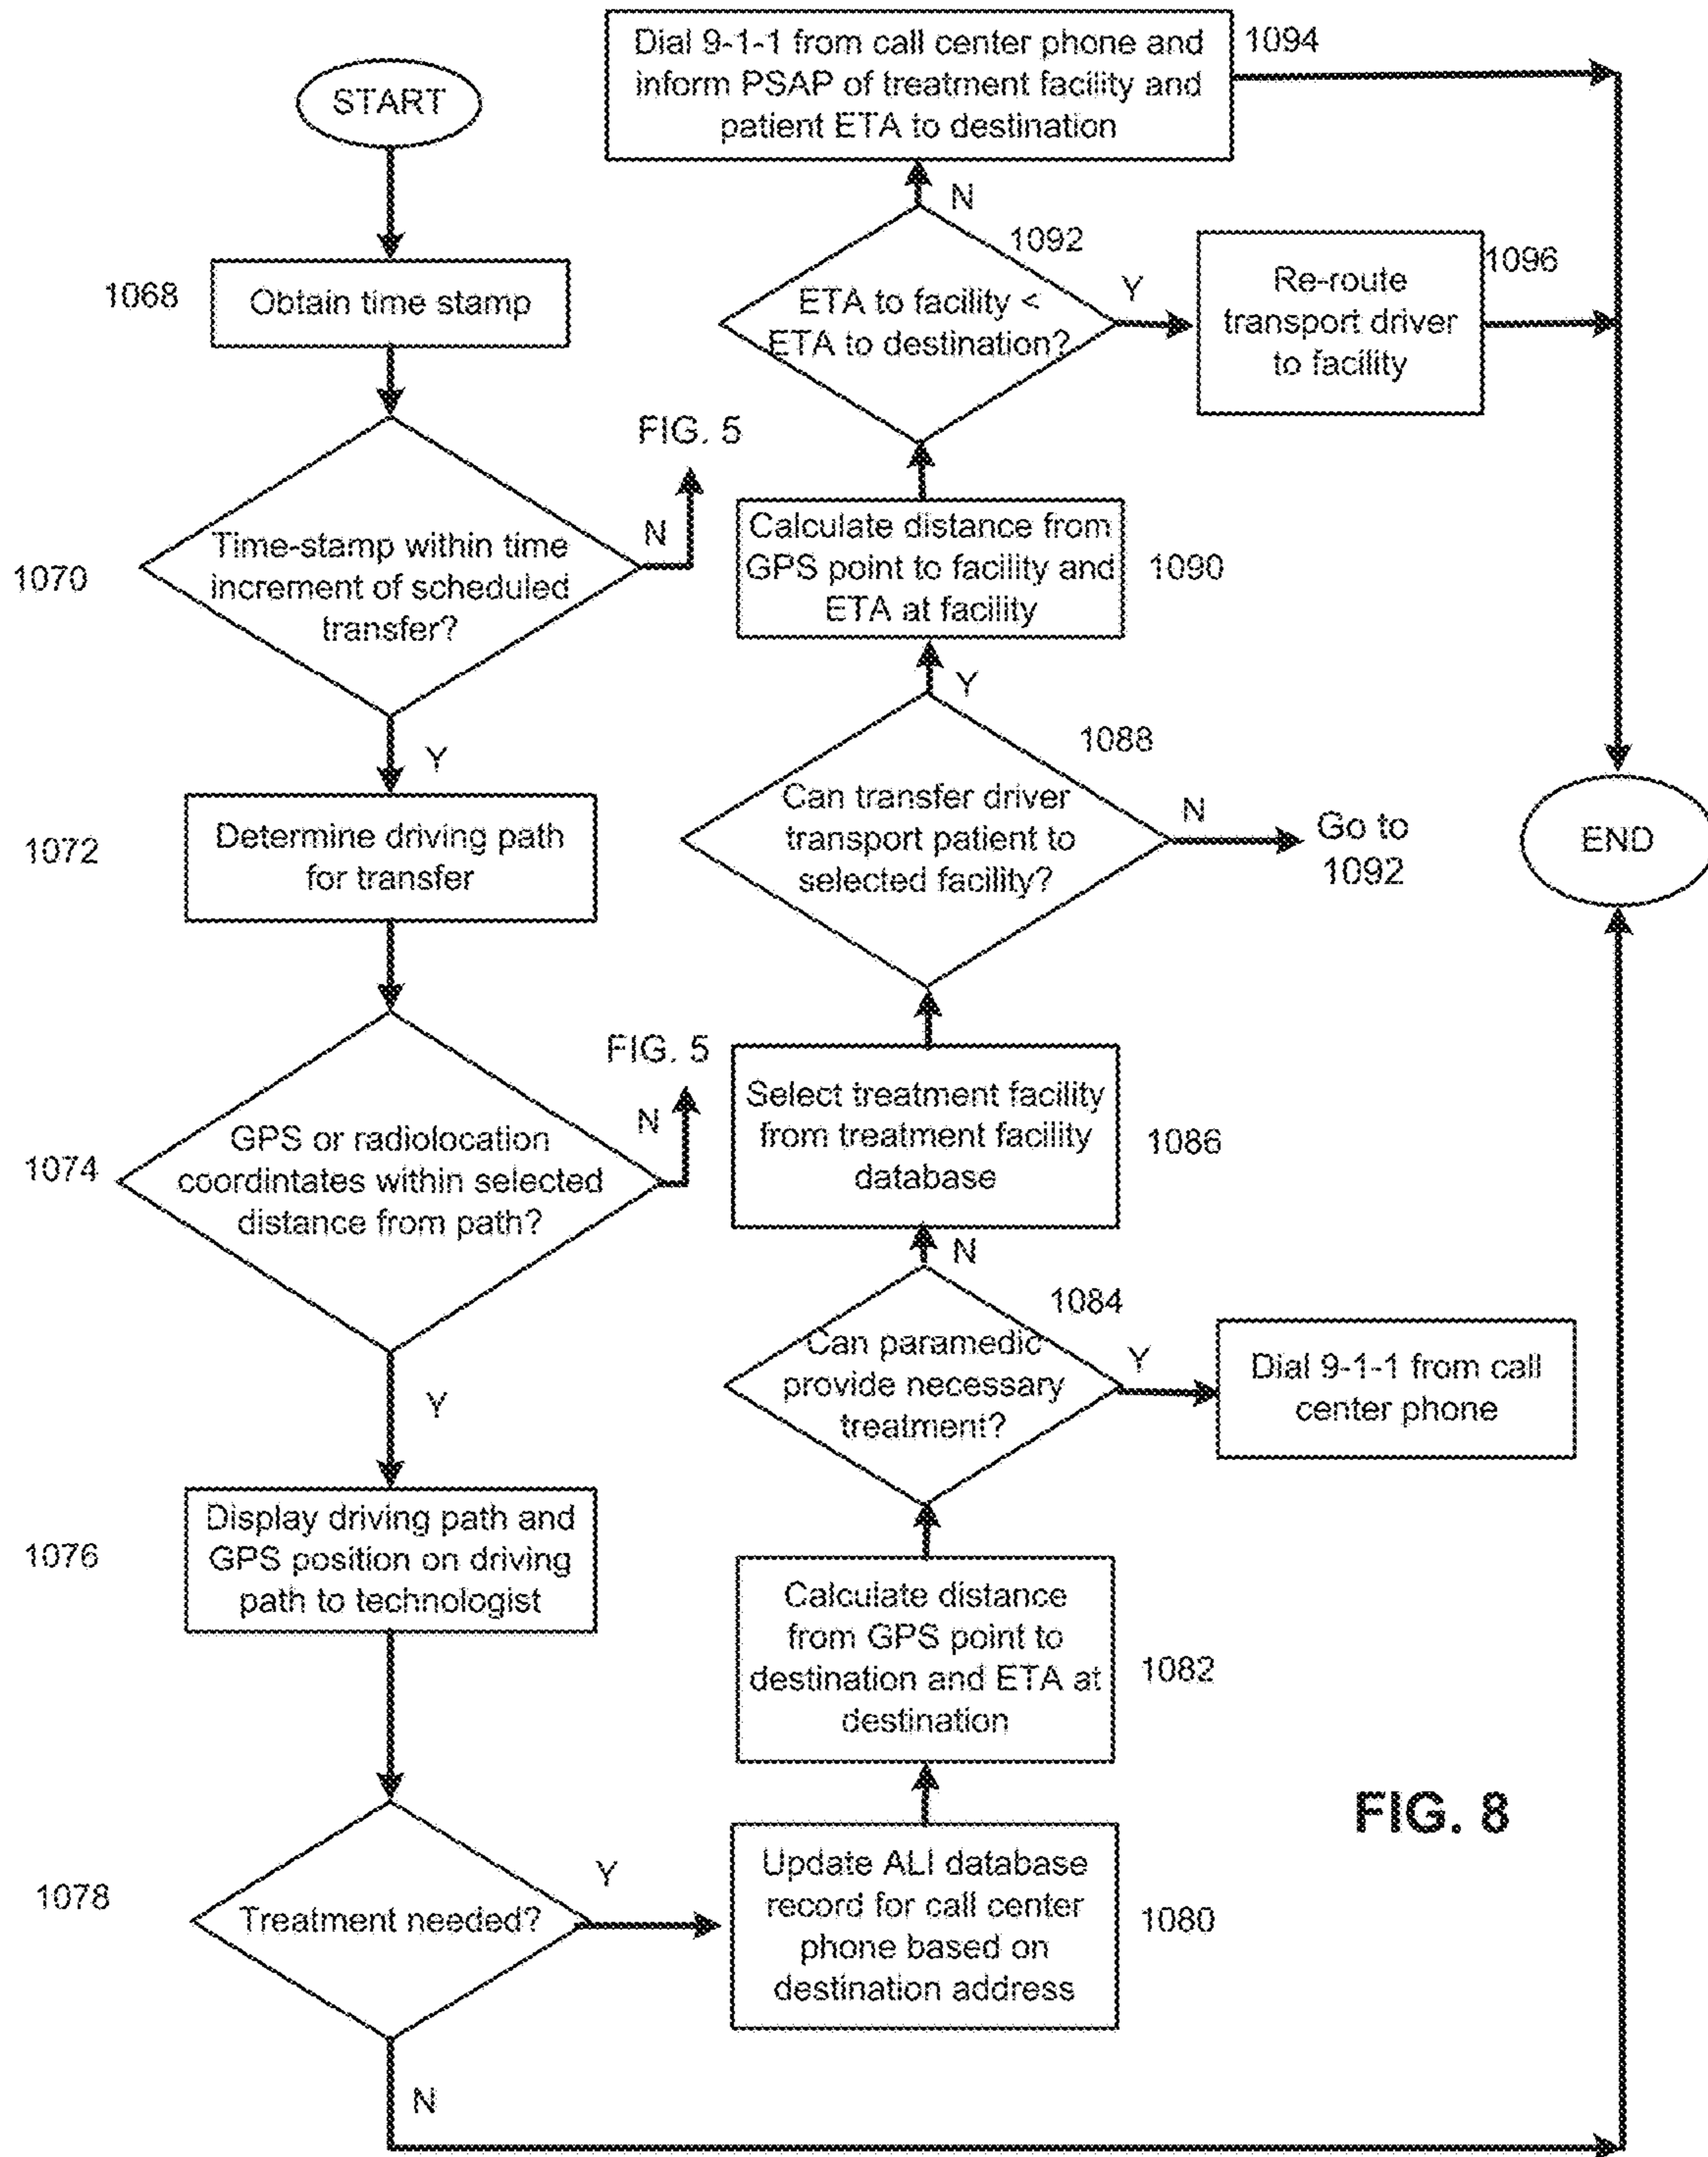 START
1068
Obtain time stamp
1070
Time-stamp within time
increment of scheduled
transfer?
N
FIG. 5
Y
1072
Determine driving path
for transfer
1074
GPS or radiolocation
coordintates within selected
distance from path?
N
FIG. 5
Y
1076
Display driving path and
GPS position on driving
path to technologist
1078
Treatment needed?
Y
N
Update ALI database
record for call center
phone based on
destination address
1080
Calculate distance
from GPS point to
destination and ETA at
destination
1082
Can paramedic
provide necessary
treatment?
1084
Y
Dial 9-1-1 from call
center phone
N
Select treatment facility
from treatment facility
database
1086
Can transfer driver
transport patient to
selected facility?
1088
N
Go to
1092
Y
Calculate distance from
GPS point to facility and
ETA at facility
1090
ETA to facility <
ETA to destination?
1092
Y
Re-route
transport driver
to facility
1096
N
Dial 9-1-1 from call center phone and
inform PSAP of treatment facility and
patient ETA to destination
1094
END
FIG. 8